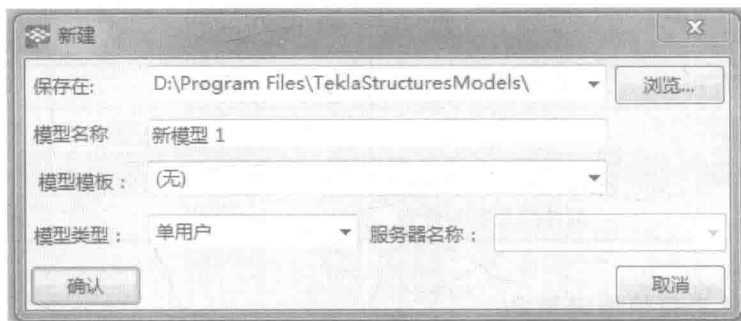 新建
保存在: D:\Program Files\TeklaStructuresModels\ 浏览...
模型名称 新模型 1
模型模板： (无)
模型类型： 单用户 服务器名称：
确认 取消